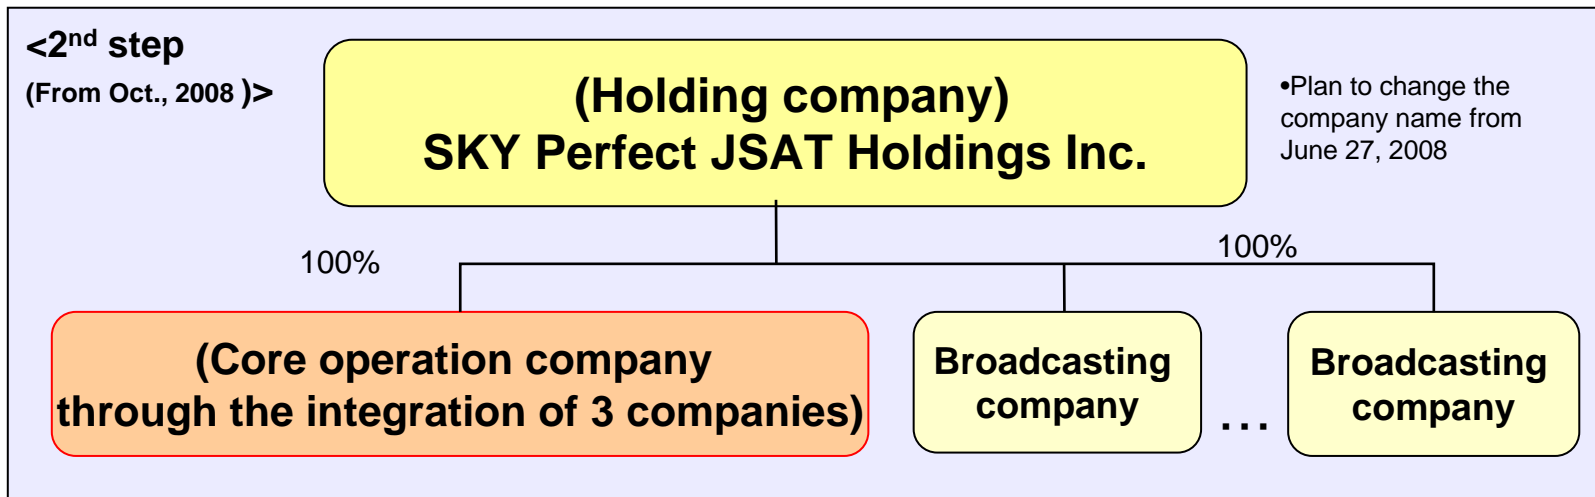 <2nd step
(From Oct., 2008 )>
(Holding company)
SKY Perfect JSAT Holdings Inc.
•Plan to change the
company name from
June 27, 2008
100%
100%
(Core operation company
through the integration of 3 companies)
Broadcasting
company
...
Broadcasting
company